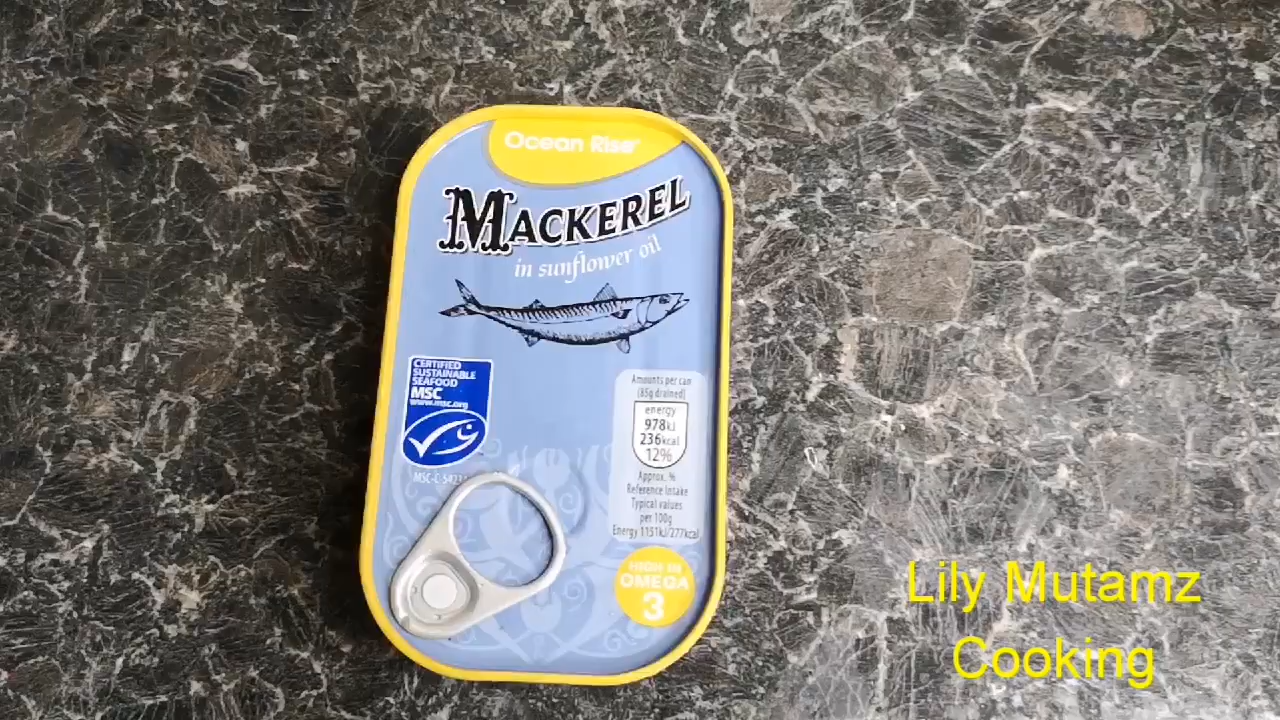 Ocean Rise
MACKEREL
in sunflower oil
CERTIFIED
SUSTAINABLE
SEAFOOD
MSC
www.msc.org
MSC-C
Amounts per can
(85g drained)
energy
978kJ
236kcal
12%
Approx. %
Reference Intake
Typical values
per 100g
Energy 1151kJ/277kcal
HIGH IN
OMEGA
3
Lily Mutamz
Cooking